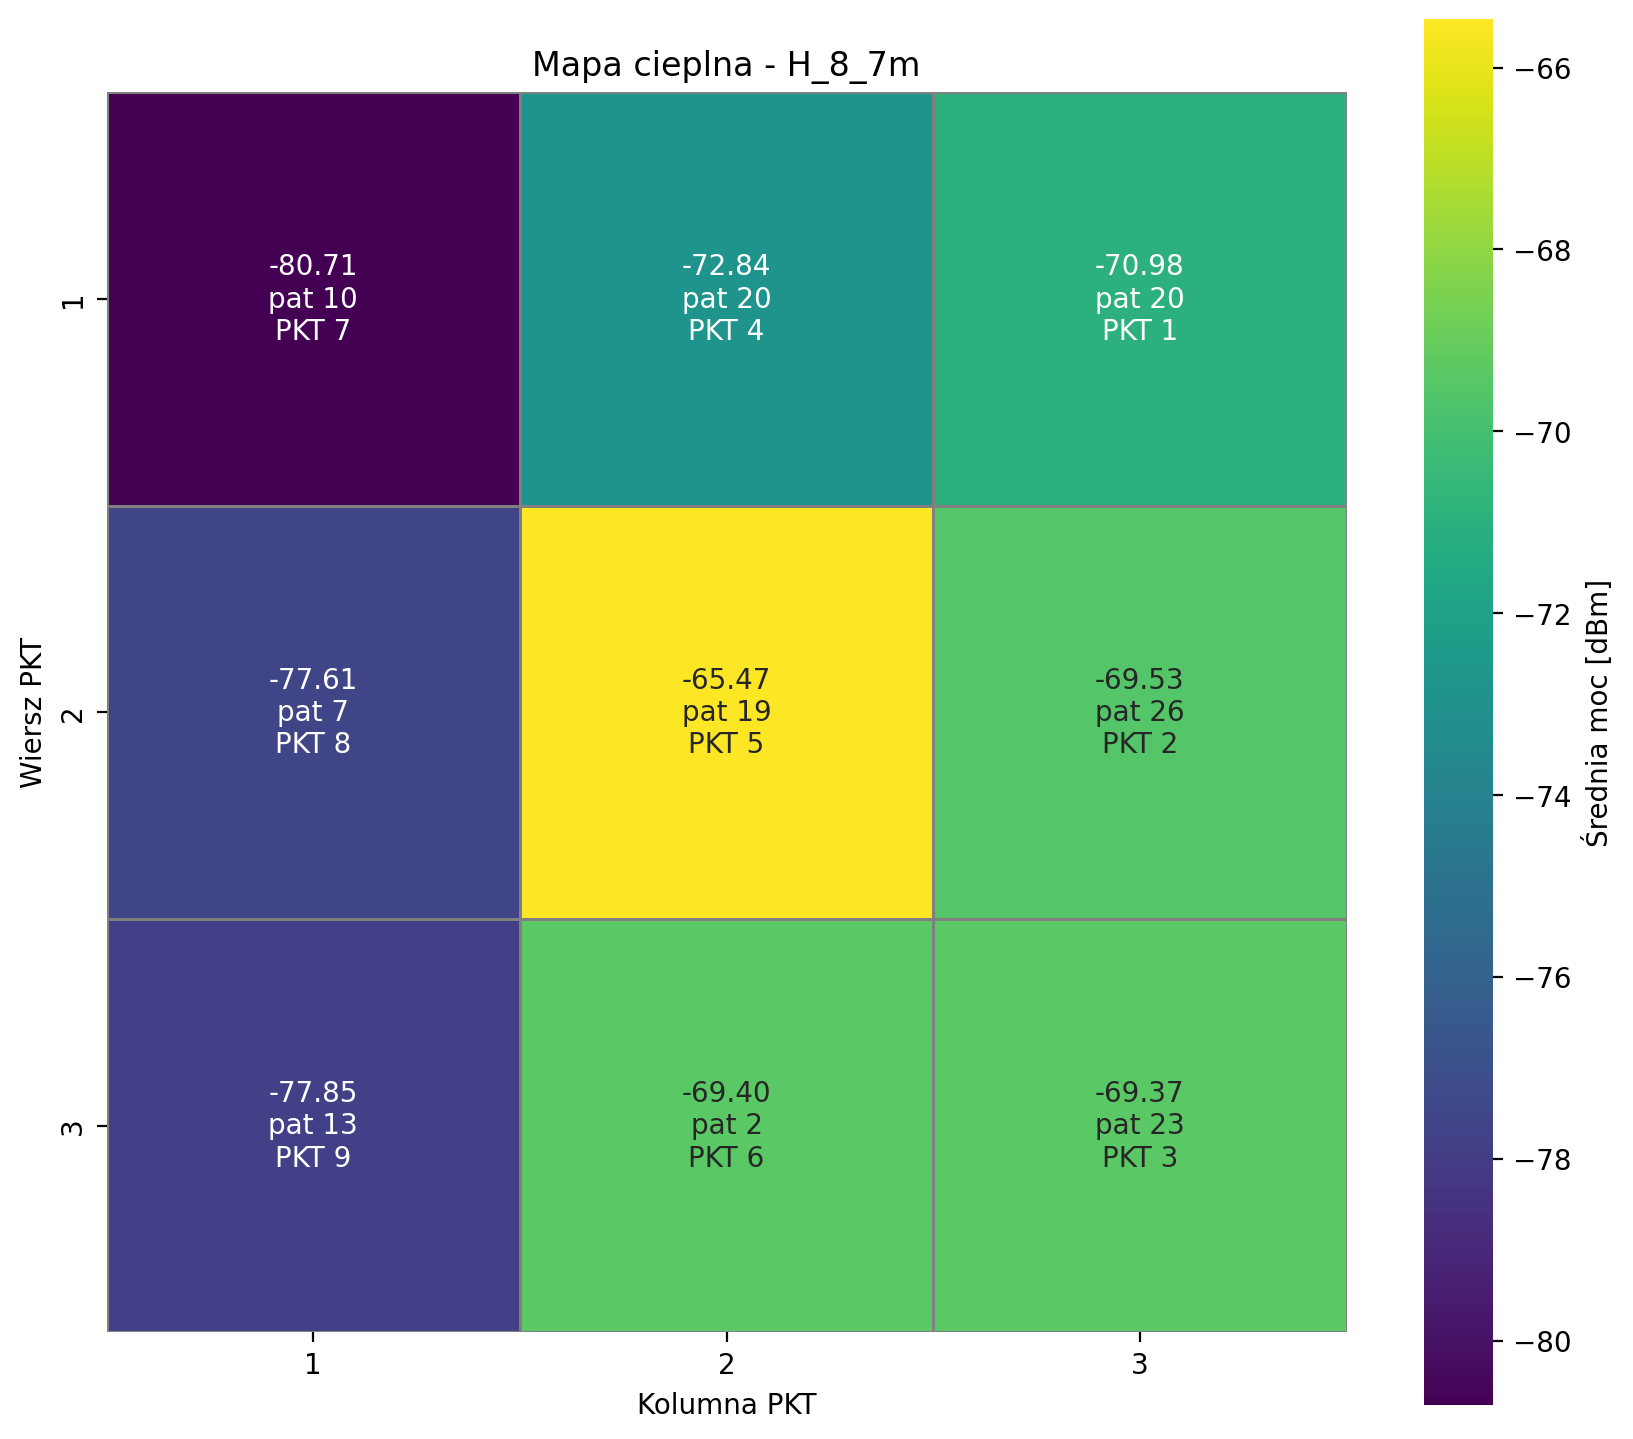 Mapa cieplna - H_8_7m
-80.71
pat 10
PKT 7
-72.84
pat 20
PKT 4
-70.98
pat 20
PKT 1
-77.61
pat 7
PKT 8
-65.47
pat 19
PKT 5
-69.53
pat 26
PKT 2
-77.85
pat 13
PKT 9
-69.40
pat 2
PKT 6
-69.37
pat 23
PKT 3
1
2
3
Wiersz PKT
1
2
3
Kolumna PKT
−66
−68
−70
−72
−74
−76
−78
−80
Średnia moc [dBm]